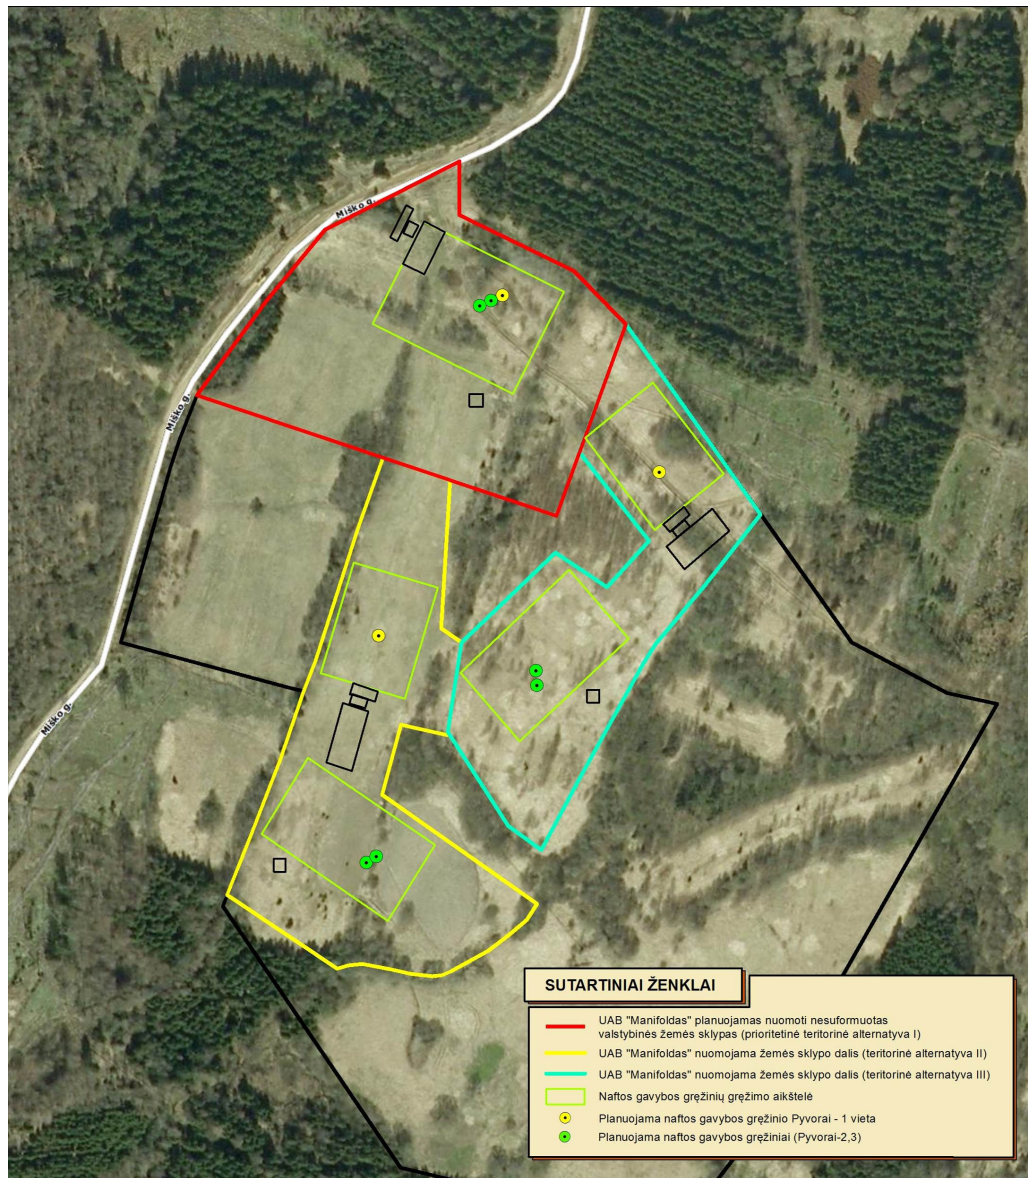 Miško g.
Miško g.
Miško g.
SUTARTINIAI ŽENKLAI
UAB "Manifoldas" planuojamas nuomoti nesuformuotas
valstybinės žemės sklypas (prioritetinė teritorinė alternatyva I)
UAB "Manifoldas" nuomojama žemės sklypo dalis (teritorinė alternatyva II)
UAB "Manifoldas" nuomojama žemės sklypo dalis (teritorinė alternatyva III)
Naftos gavybos gręžinių gręžimo aikštelė
Planuojama naftos gavybos gręžinio Pyvorai - 1 vieta
Planuojama naftos gavybos gręžiniai (Pyvorai-2,3)